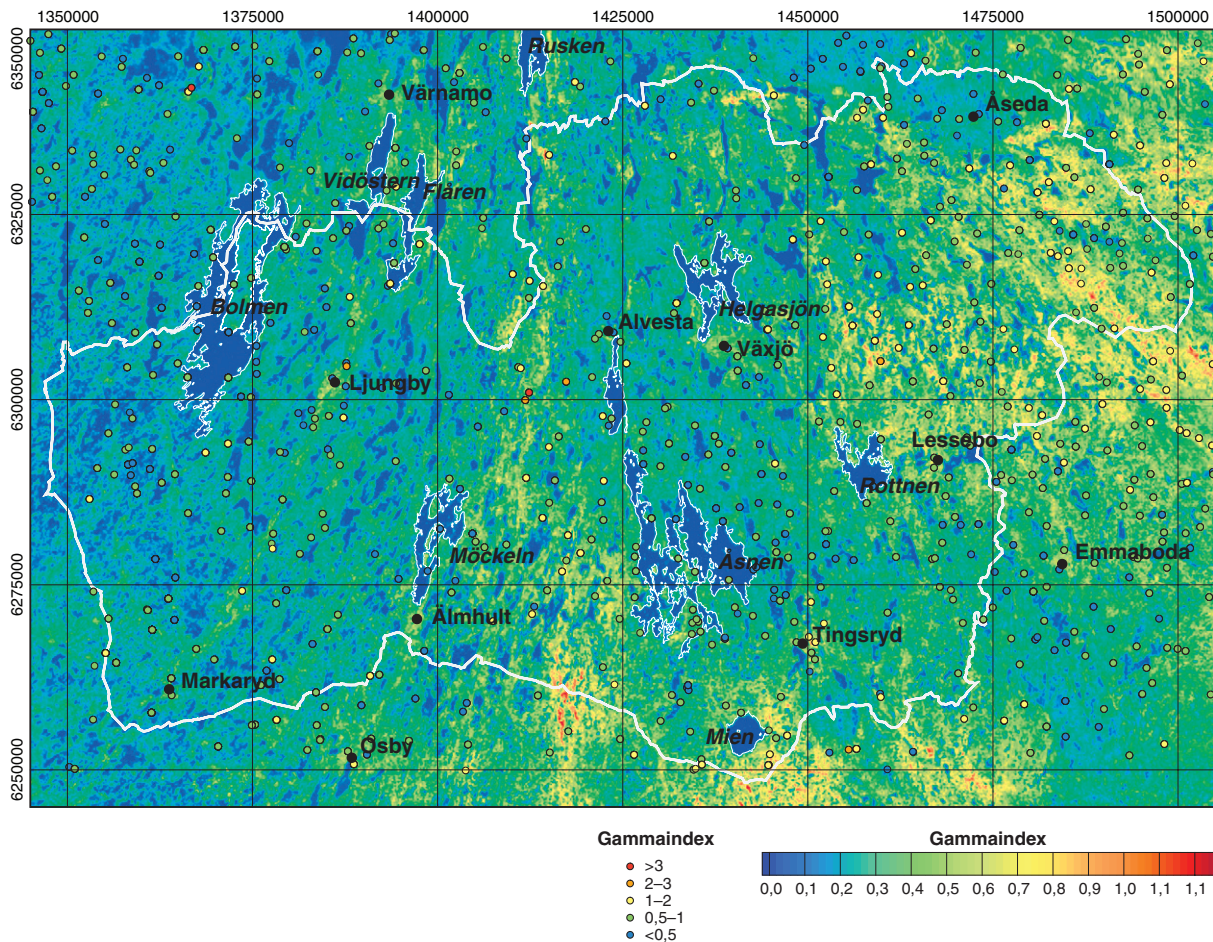 1350000 1375000 1400000 1425000 1450000 1475000 1500000
6350000
6325000
6300000
6275000
6250000
Rusken
Värnamo
Åseda
Vidöstern
Flåren
Bolmen
Helgasjön
Alvesta
Växjö
Ljungby
Lessebo
Rottnen
Möckeln
Åsnen
Emmaboda
Älmhult
Tingsryd
Markaryd
Mien
Osby
Gammaindex
>3
2–3
1–2
0,5–1
<0,5
Gammaindex
0,0 0,1 0,2 0,3 0,4 0,5 0,6 0,7 0,8 0,9 1,0 1,1 1,1